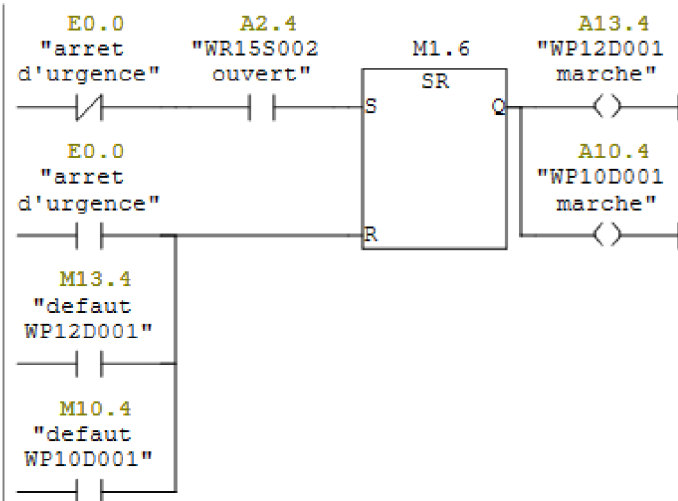 E0.0
"arret
d'urgence"
A2.4
"WR15S002
ouvert"
M1.6
SR
S
Q
A13.4
"WP12D001
marche"
E0.0
"arret
d'urgence"
R
A10.4
"WP10D001
marche"
M13.4
"defaut
WP12D001"
M10.4
"defaut
WP10D001"